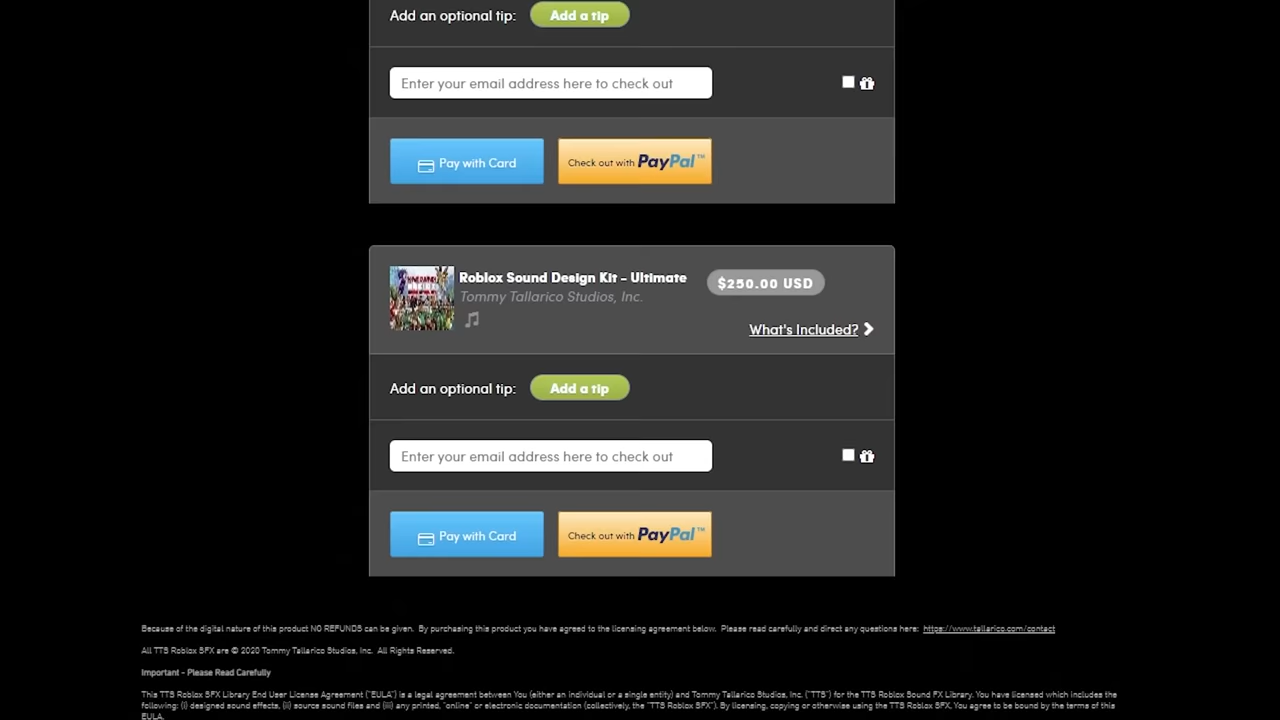 Add an optional tip: Add a tip
Enter your email address here to check out
Pay with Card Check out with PayPal™
Roblox Sound Design Kit - Ultimate $250.00 USD
Tommy Tallarico Studios, Inc.
What's Included?
Add an optional tip: Add a tip
Enter your email address here to check out
Pay with Card Check out with PayPal™
Because of the digital nature of this product NO REFUNDS can be given. By purchasing this product you have agreed to the licensing agreement below. Please read carefully and direct any questions here: https://www.tallarico.com/contact
All TTS Roblox SFX are © 2020 Tommy Tallarico Studios, Inc. All Rights Reserved.
Important - Please Read Carefully
This TTS Roblox SFX Library End User License Agreement ("EULA") is a legal agreement between You (either an individual or a single entity) and Tommy Tallarico Studios, Inc. ("TTS") for the TTS Roblox Sound FX Library. You have licensed which includes the
following: (i) designed sound effects, (ii) source sound files and (iii) any printed, "online" or electronic documentation (collectively, the "TTS Roblox SFX"). By licensing, copying or otherwise using the TTS Roblox SFX, You agree to be bound by the terms of this
EULA.